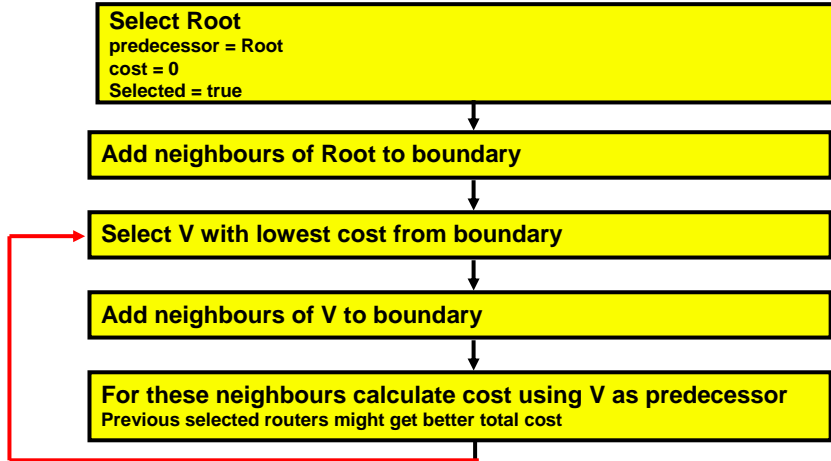 Select Root
predecessor = Root
cost = 0
Selected = true
Add neighbours of Root to boundary
Select V with lowest cost from boundary
Add neighbours of V to boundary
For these neighbours calculate cost using V as predecessor
Previous selected routers might get better total cost